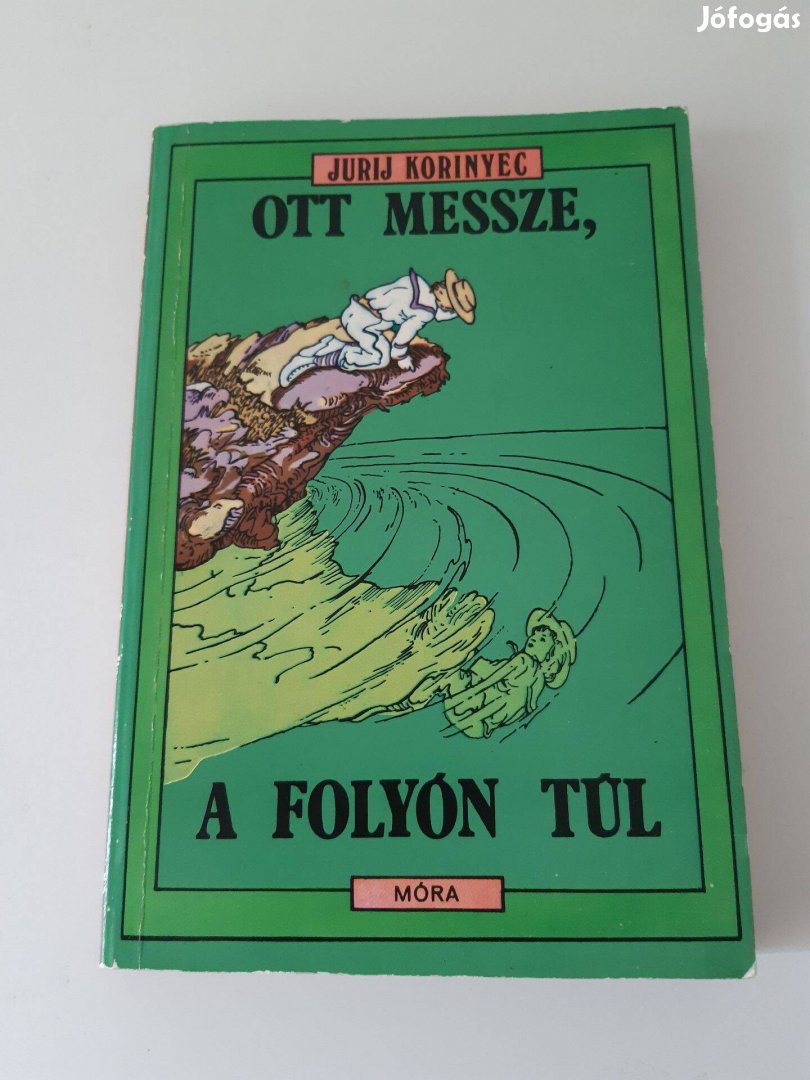 Jófogás
JURIJ KORINYEC
OTT MESSZE,
A FOLYÓN TÚL
MÓRA